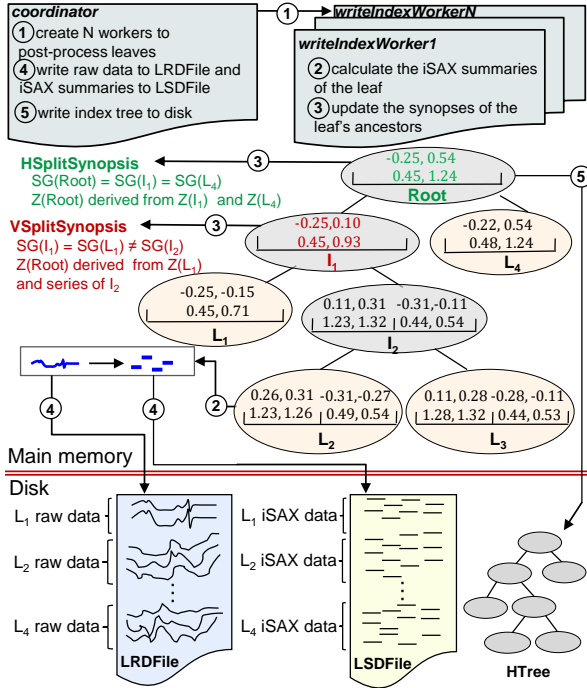 coordinator
① create N workers to
post-process leaves
④ write raw data to LRDFile and
iSAX summaries to LSDFile
⑤ write index tree to disk
①
writeIndexWorkerN
writeIndexWorker1
② calculate the iSAX summaries
of the leaf
③ update the synopses of the
leaf's ancestors
HSplitSynopsis
SG(Root) = SG(I₁) = SG(L₄)
Z(Root) derived from Z(I₁) and Z(L₄)
③
-0.25, 0.54
0.45, 1.24
Root
⑤
VSplitSynopsis
SG(I₁) = SG(L₁) ≠ SG(I₂)
Z(Root) derived from Z(L₁)
and series of I₂
③
-0.25,0.10
0.45, 0.93
I₁
-0.22, 0.54
0.48, 1.24
L₄
-0.25, -0.15
0.45, 0.71
L₁
0.11, 0.31 -0.31,-0.11
1.23, 1.32 0.44, 0.54
I₂
②
0.26, 0.31 -0.31,-0.27
1.23, 1.26 0.49, 0.54
L₂
0.11, 0.28 -0.28, -0.11
1.28, 1.32 0.44, 0.53
L₃
④
④
Main memory
Disk
L₁ raw data
L₂ raw data
L₄ raw data
LRDFile
L₁ iSAX data
L₂ iSAX data
L₄ iSAX data
LSDFile
HTree